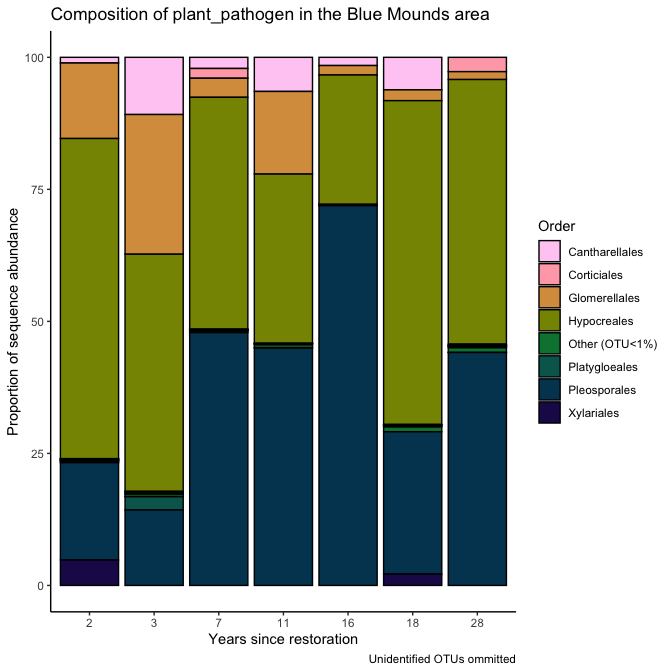 Composition of plant_pathogen in the Blue Mounds area
Proportion of sequence abundance
100
75
50
25
0
2 3 7 11 16 18 28
Years since restoration
Order
Cantharellales
Corticiales
Glomerellales
Hypocreales
Other (OTU<1%)
Platygloeales
Pleosporales
Xylariales
Unidentified OTUs ommitted